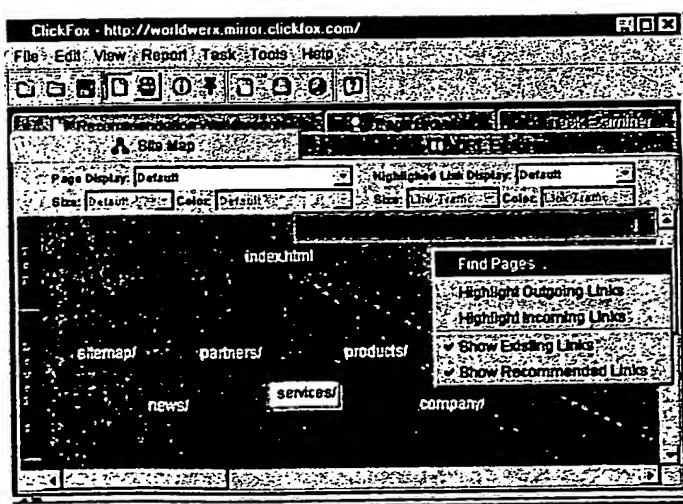 ClickFox - http://worldwerx.mirror.clickfox.com/
File Edit View Report Task Tools Help
Task Examiner
Site Map
Page Display: Default Highlighted Link Display: Default
Size: Default Color: Default Size: Link Traffic Color: Link Traffic
index.html
Find Pages
Highlight Outgoing Links
Highlight Incoming Links
Show Existing Links
Show Recommended Links
sitemap/ partners/ products/
news/ services/ company/